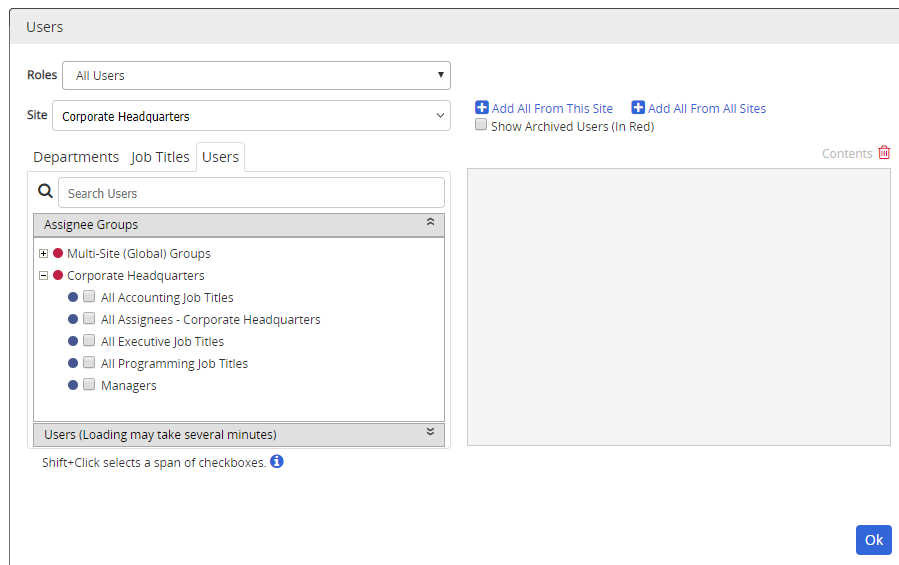 Users
Roles All Users
Site Corporate Headquarters
Add All From This Site Add All From All Sites
Show Archived Users (In Red)
Departments Job Titles Users
Contents
Search Users
Assignee Groups
Multi-Site (Global) Groups
Corporate Headquarters
All Accounting Job Titles
All Assignees - Corporate Headquarters
All Executive Job Titles
All Programming Job Titles
Managers
Users (Loading may take several minutes)
Shift+Click selects a span of checkboxes.
Ok